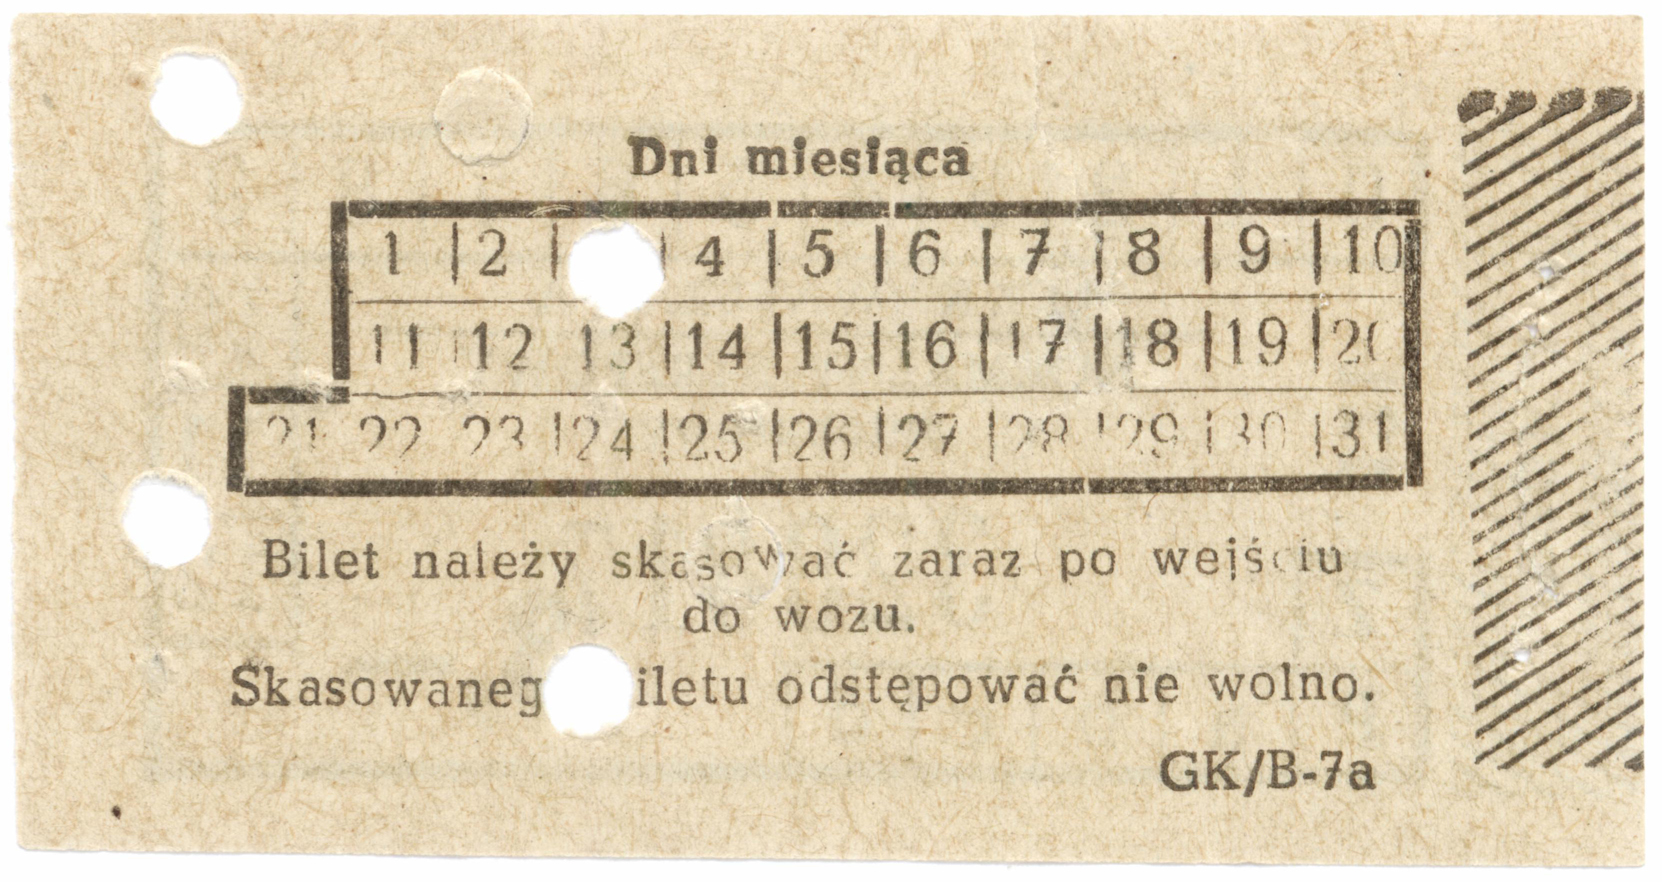 Dni miesiąca
1 | 2 | | 4 | 5 | 6 | 7 | 8 | 9 | 10
11 12 13 | 14 | 15 | 16 | 17 | 18 | 19 | 20
21 22 23 | 24 | 25 | 26 | 27 | 28 | 29 | 30 | 31
Bilet należy skasować zaraz po wejściu
do wozu.
Skasowaneg iletu odstępować nie wolno.
GK/B-7a